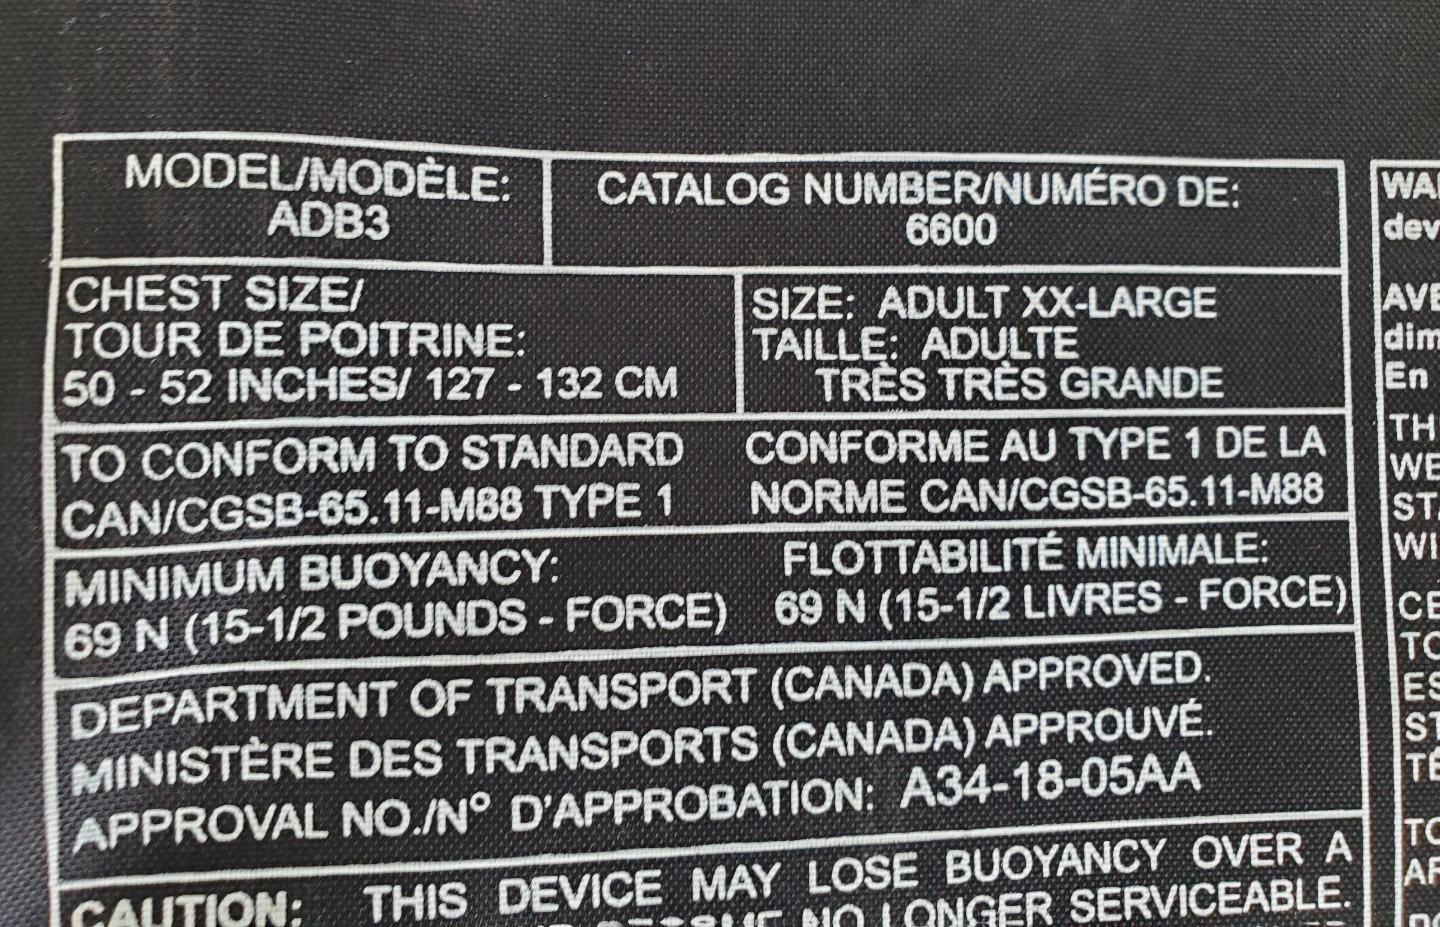 MODEL/MODÈLE:
ADB3
CATALOG NUMBER/NUMÉRO DE:
6600
CHEST SIZE/
TOUR DE POITRINE:
50 - 52 INCHES/ 127 - 132 CM
SIZE: ADULT XX-LARGE
TAILLE: ADULTE
TRÈS TRÈS GRANDE
TO CONFORM TO STANDARD
CAN/CGSB-65.11-M88 TYPE 1
CONFORME AU TYPE 1 DE LA
NORME CAN/CGSB-65.11-M88
MINIMUM BUOYANCY:
69 N (15-1/2 POUNDS - FORCE)
FLOTTABILITÉ MINIMALE:
69 N (15-1/2 LIVRES - FORCE)
DEPARTMENT OF TRANSPORT (CANADA) APPROVED.
MINISTÈRE DES TRANSPORTS (CANADA) APPROUVÉ.
APPROVAL NO./N° D'APPROBATION: A34-18-05AA
CAUTION: THIS DEVICE MAY LOSE BUOYANCY OVER A
NO LONGER SERVICEABLE.
En